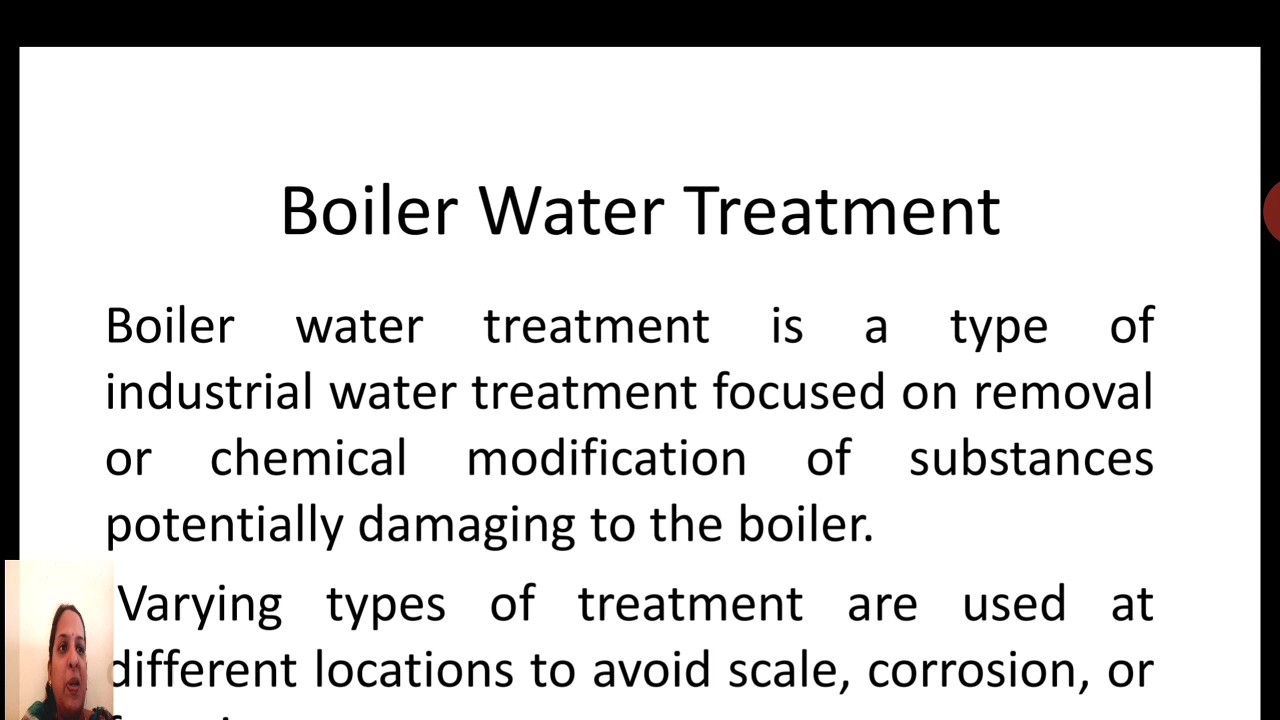 Boiler Water Treatment
Boiler water treatment is a type of
industrial water treatment focused on removal
or chemical modification of substances
potentially damaging to the boiler.
Varying types of treatment are used at
different locations to avoid scale, corrosion, or